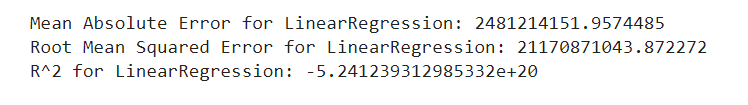 Mean Absolute Error for LinearRegression: 2481214151.9574485
Root Mean Squared Error for LinearRegression: 21170871043.872272
R^2 for LinearRegression: -5.241239312985332e+20